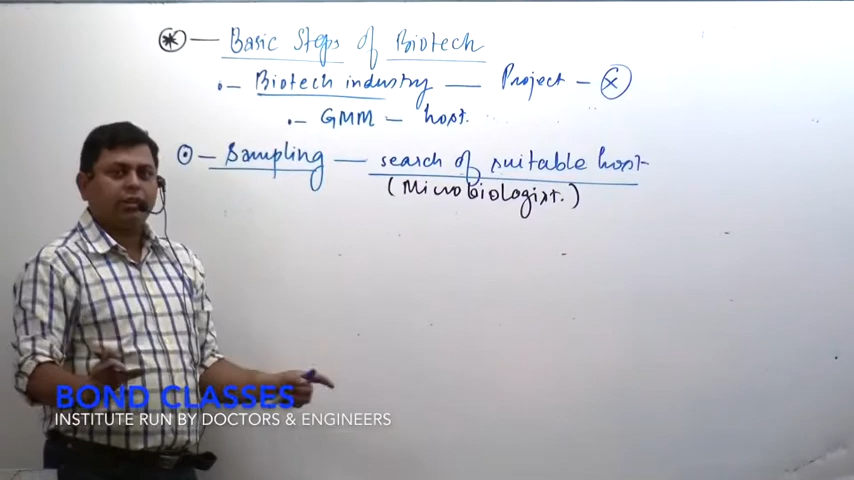 * — Basic Steps of Biotech
• – Biotech industry — Project – X
• – GMM – host.
⊙ – Sampling — search of suitable host
(Microbiologist.)
BOND CLASSES
INSTITUTE RUN BY DOCTORS & ENGINEERS